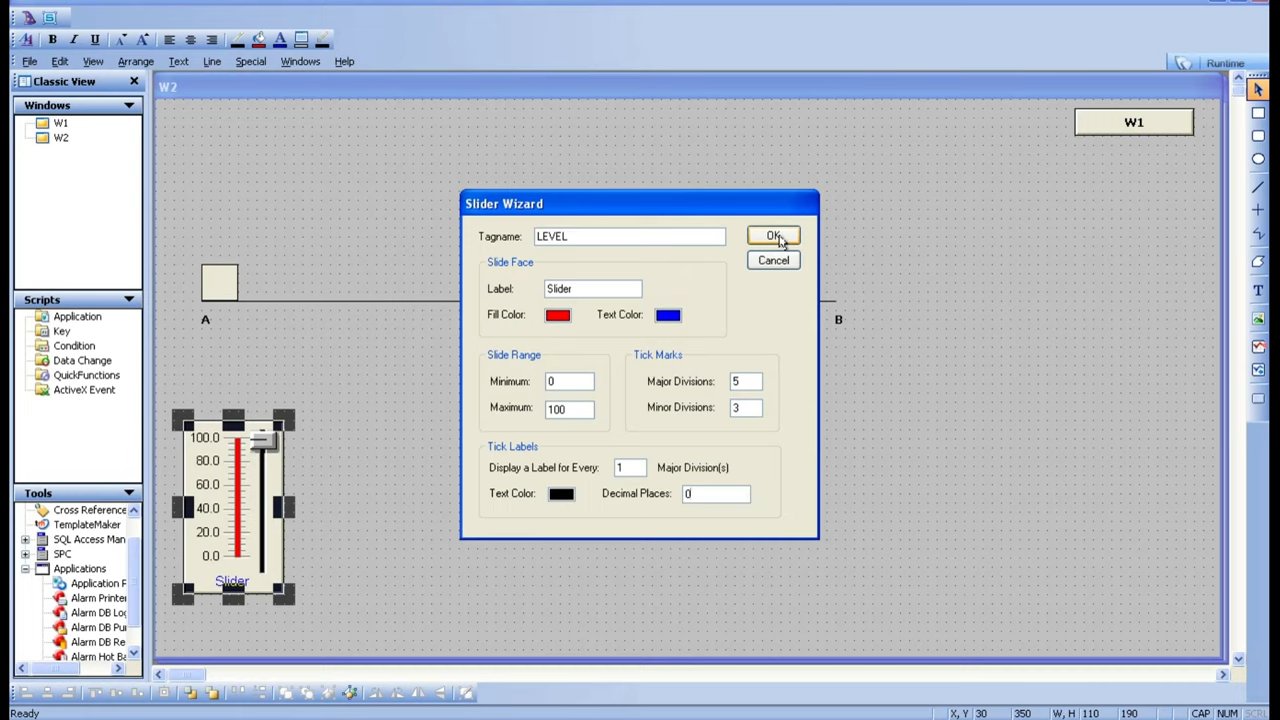 B I U
File Edit View Arrange Text Line Special Windows Help
Runtime
Classic View
Windows
W1
W2
Scripts
Application
Key
Condition
Data Change
QuickFunctions
ActiveX Event
Tools
Cross Reference
TemplateMaker
SQL Access Man
SPC
Applications
Application P
Alarm Printer
Alarm DB Log
Alarm DB Pu
Alarm DB Re
Alarm Hot Ba
W2
W1
A
B
100.0
80.0
60.0
40.0
20.0
0.0
Slider
Slider Wizard
Tagname: LEVEL
OK
Cancel
Slide Face
Label: Slider
Fill Color: Text Color:
Slide Range
Minimum: 0
Maximum: 100
Tick Marks
Major Divisions: 5
Minor Divisions: 3
Tick Labels
Display a Label for Every: 1 Major Division(s)
Text Color: Decimal Places: 0
Ready
X, Y 30 350 W, H 110 190 CAP NUM SCRL